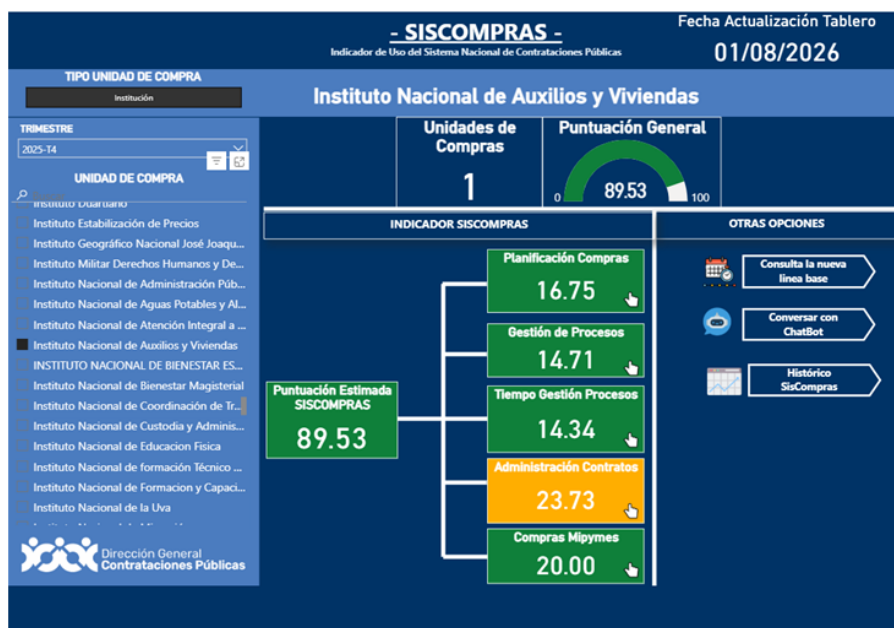 - SISCOMPRAS -
Indicador de Uso del Sistema Nacional de Contrataciones Públicas
Fecha Actualización Tablero
01/08/2026
TIPO UNIDAD DE COMPRA
Institución
Instituto Nacional de Auxilios y Viviendas
TRIMESTRE
2025-T4
UNIDAD DE COMPRA
Instituto Duartiano
Instituto Estabilización de Precios
Instituto Geográfico Nacional José Joaqu...
Instituto Militar Derechos Humanos y De...
Instituto Nacional de Administración Púb...
Instituto Nacional de Aguas Potables y Al...
Instituto Nacional de Atención Integral a ...
Instituto Nacional de Auxilios y Viviendas
INSTITUTO NACIONAL DE BIENESTAR ES...
Instituto Nacional de Bienestar Magisterial
Instituto Nacional de Coordinación de Tr...
Instituto Nacional de Custodia y Adminis...
Instituto Nacional de Educacion Fisica
Instituto Nacional de formación Técnico ...
Instituto Nacional de Formacion y Capaci...
Instituto Nacional de la Uva
Dirección General
Contrataciones Públicas
Unidades de
Compras
1
Puntuación General
0
89.53
100
INDICADOR SISCOMPRAS
Puntuación Estimada
SISCOMPRAS
89.53
Planificación Compras
16.75
Gestión de Procesos
14.71
Tiempo Gestión Procesos
14.34
Administración Contratos
23.73
Compras Mipymes
20.00
OTRAS OPCIONES
Consulta la nueva
línea base
Conversar con
ChatBot
Histórico
SisCompras